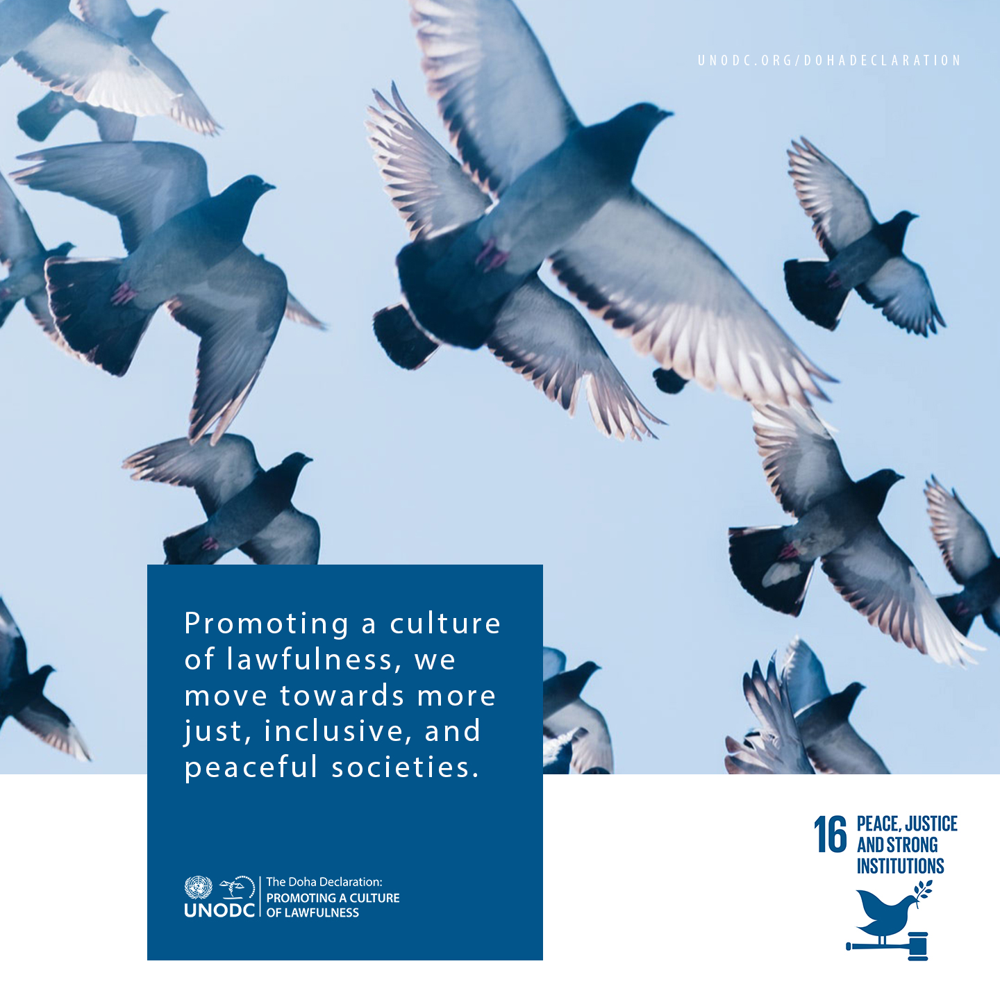 UNODC.ORG/DOHADECLARATION
Promoting a culture
of lawfulness, we
move towards more
just, inclusive, and
peaceful societies.
UNODC
The Doha Declaration:
PROMOTING A CULTURE
OF LAWFULNESS
16 PEACE, JUSTICE
AND STRONG
INSTITUTIONS